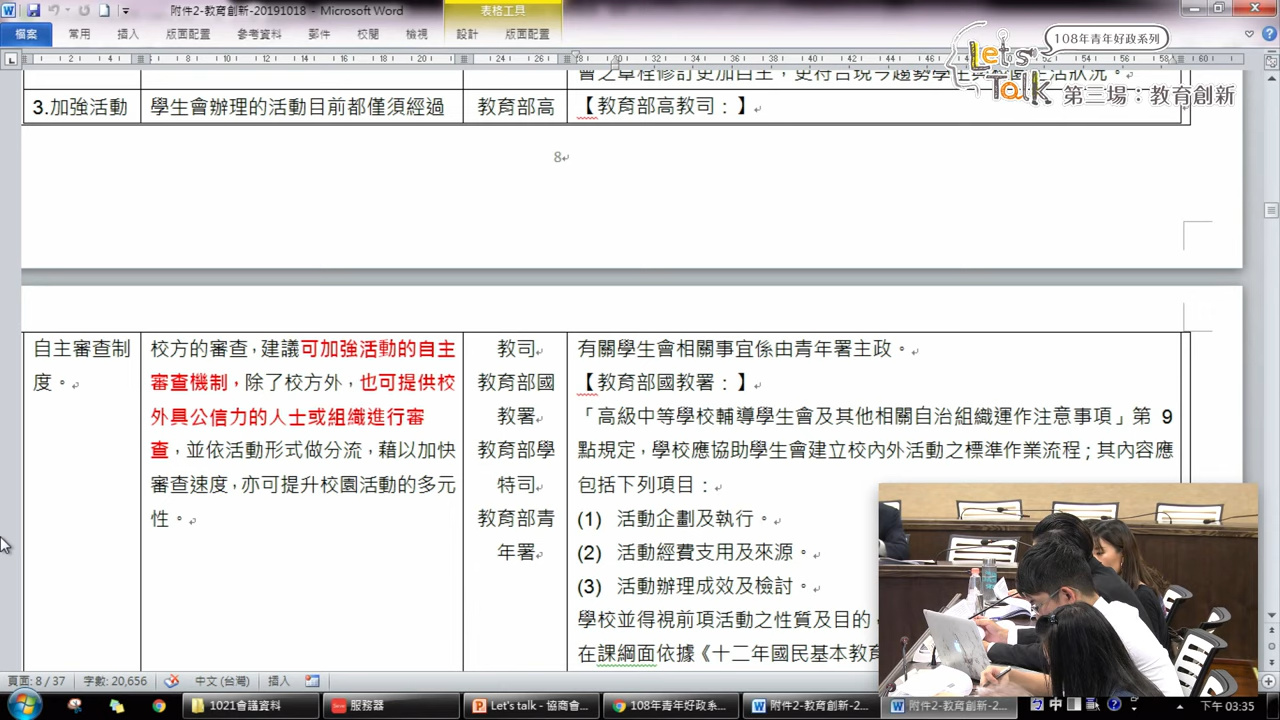 附件2-教育創新-20191018 - Microsoft Word
表格工具
檔案 常用 插入 版面配置 參考資料 郵件 校閱 檢視 設計 版面配置
108年青年好政系列
Let's Talk 第三場：教育創新
會之章程修訂更加自主，更符合現今趨勢學生
3.加強活動 學生會辦理的活動目前都僅須經過 教育部高 【教育部高教司：】
8
自主審查制 校方的審查，建議可加強活動的自主 教司 有關學生會相關事宜係由青年署主政。
度。 審查機制，除了校方外，也可提供校 教育部國 【教育部國教署：】
外具公信力的人士或組織進行審 教署 「高級中等學校輔導學生會及其他相關自治組織運作注意事項」第 9
查，並依活動形式做分流，藉以加快 教育部學 點規定，學校應協助學生會建立校內外活動之標準作業流程；其內容應
審查速度，亦可提升校園活動的多元 特司 包括下列項目：
性。 教育部青 (1) 活動企劃及執行。
年署 (2) 活動經費支用及來源。
(3) 活動辦理成效及檢討。
學校並得視前項活動之性質及目的
在課綱面依據《十二年國民基本教育
頁面: 8 / 37 字數: 20,656 中文 (台灣) 插入
1021會議資料 服務器 Let's talk - 協商會... 108年青年好政系... 附件2-教育創新-2... 附件2-教育創新-2... 中 下午 03:35